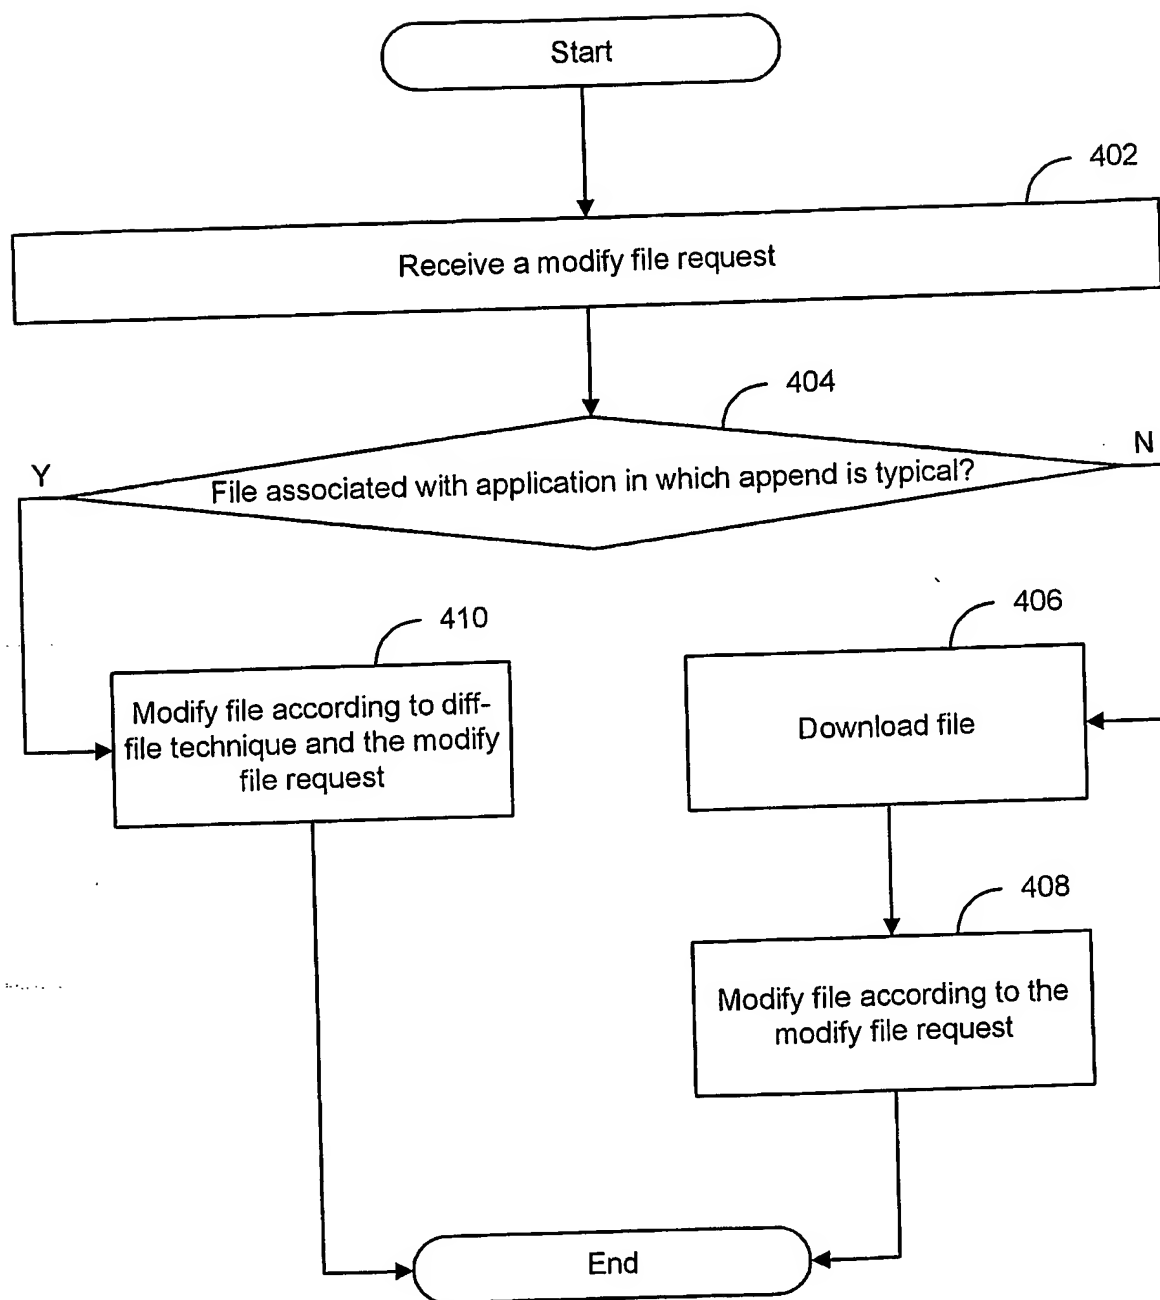 Start
402
Receive a modify file request
404
Y
N
File associated with application in which append is typical?
410
406
Modify file according to diff-
file technique and the modify
file request
Download file
408
Modify file according to the
modify file request
End